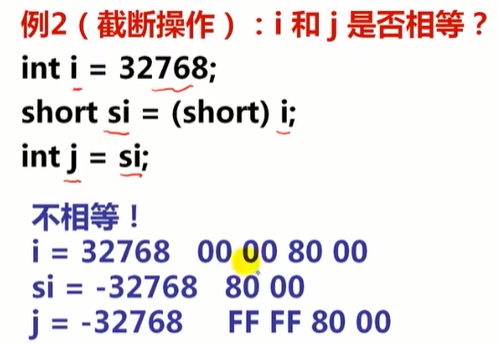 例2（截断操作）：i 和 j 是否相等？
int i = 32768;
short si = (short) i;
int j = si;
不相等！
i = 32768 00 00 80 00
si = -32768 80 00
j = -32768 FF FF 80 00